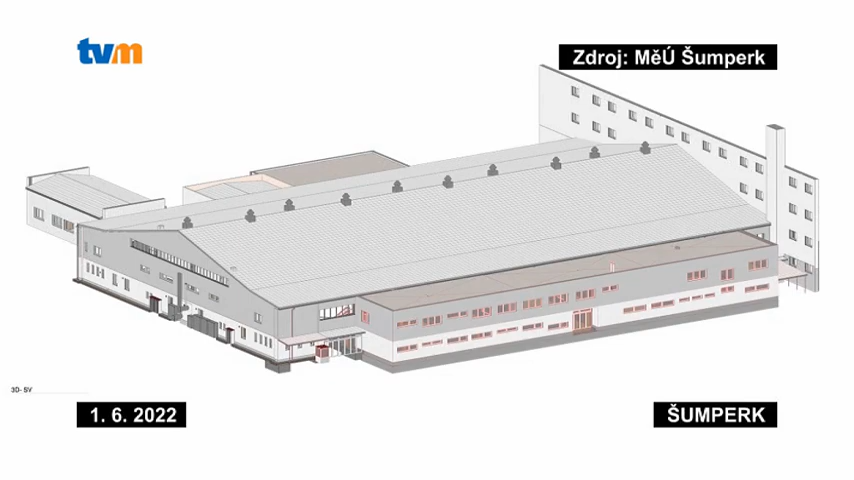 tvm
Zdroj: MěÚ Šumperk
3D- SV
1. 6. 2022
ŠUMPERK